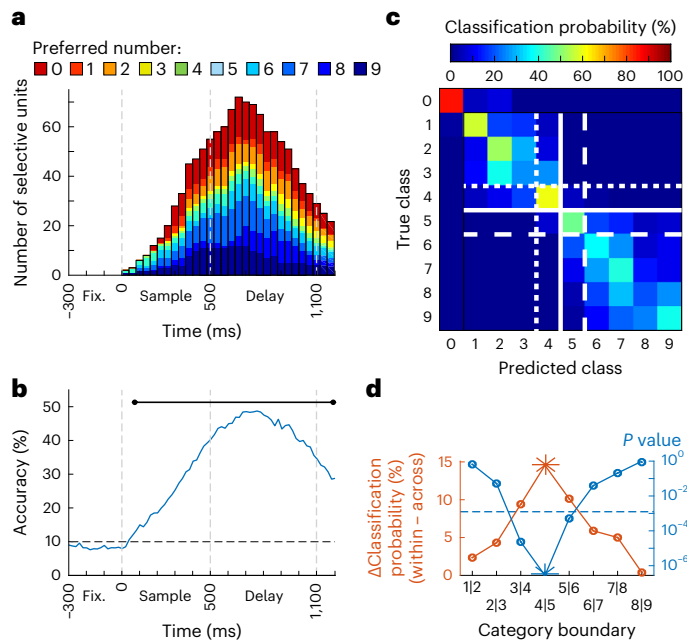 a
Preferred number:
0 1 2 3 4 5 6 7 8 9
Number of selective units
60
40
20
0
–300
Fix.
0
Sample
500
Delay
1,100
Time (ms)
b
Accuracy (%)
50
40
30
20
10
0
–300
Fix.
0
Sample
500
Delay
1,100
Time (ms)
c
Classification probability (%)
0 20 40 60 80 100
True class
0
1
2
3
4
5
6
7
8
9
0 1 2 3 4 5 6 7 8 9
Predicted class
d
P value
ΔClassification
probability (%)
(within – across)
15
10
5
0
10⁰
10⁻²
10⁻⁴
10⁻⁶
1|2 3|4 4|5 5|6 7|8
2|3 6|7 8|9
Category boundary